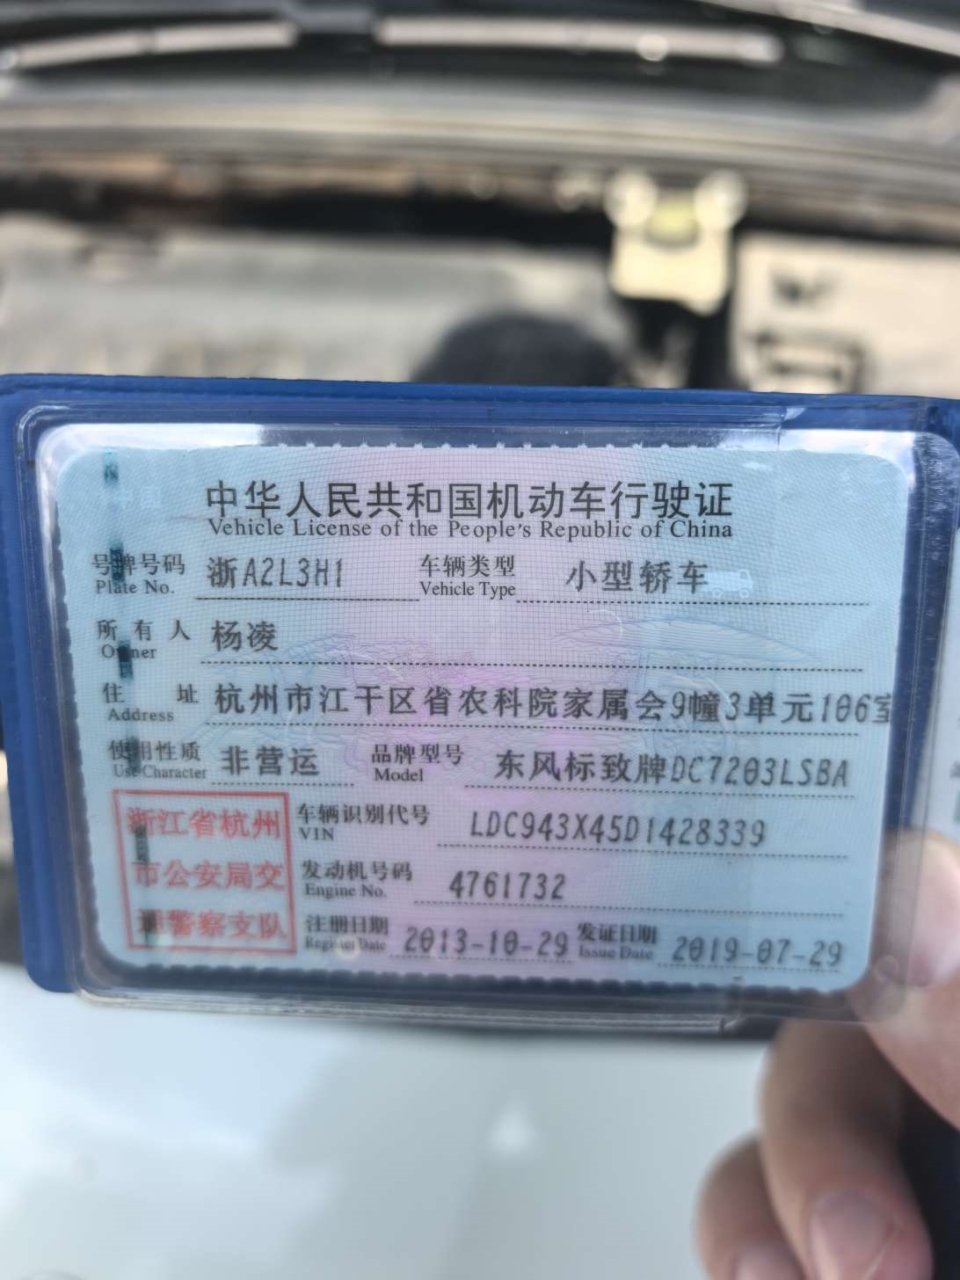 中华人民共和国机动车行驶证
Vehicle License of the People's Republic of China
号牌号码 浙A2L3H1 车辆类型 小型轿车
Plate No. Vehicle Type
所有人 杨凌
Owner
住址 杭州市江干区省农科院家属会9幢3单元106室
Address
使用性质 非营运 品牌型号 东风标致牌DC7203LSBA
Use Character Model
浙江省杭州 车辆识别代号 LDC943X45D1428339
VIN
市公安局交 发动机号码 4761732
Engine No.
通警察支队 注册日期 2013-10-29 发证日期 2019-07-29
Register Date Issue Date